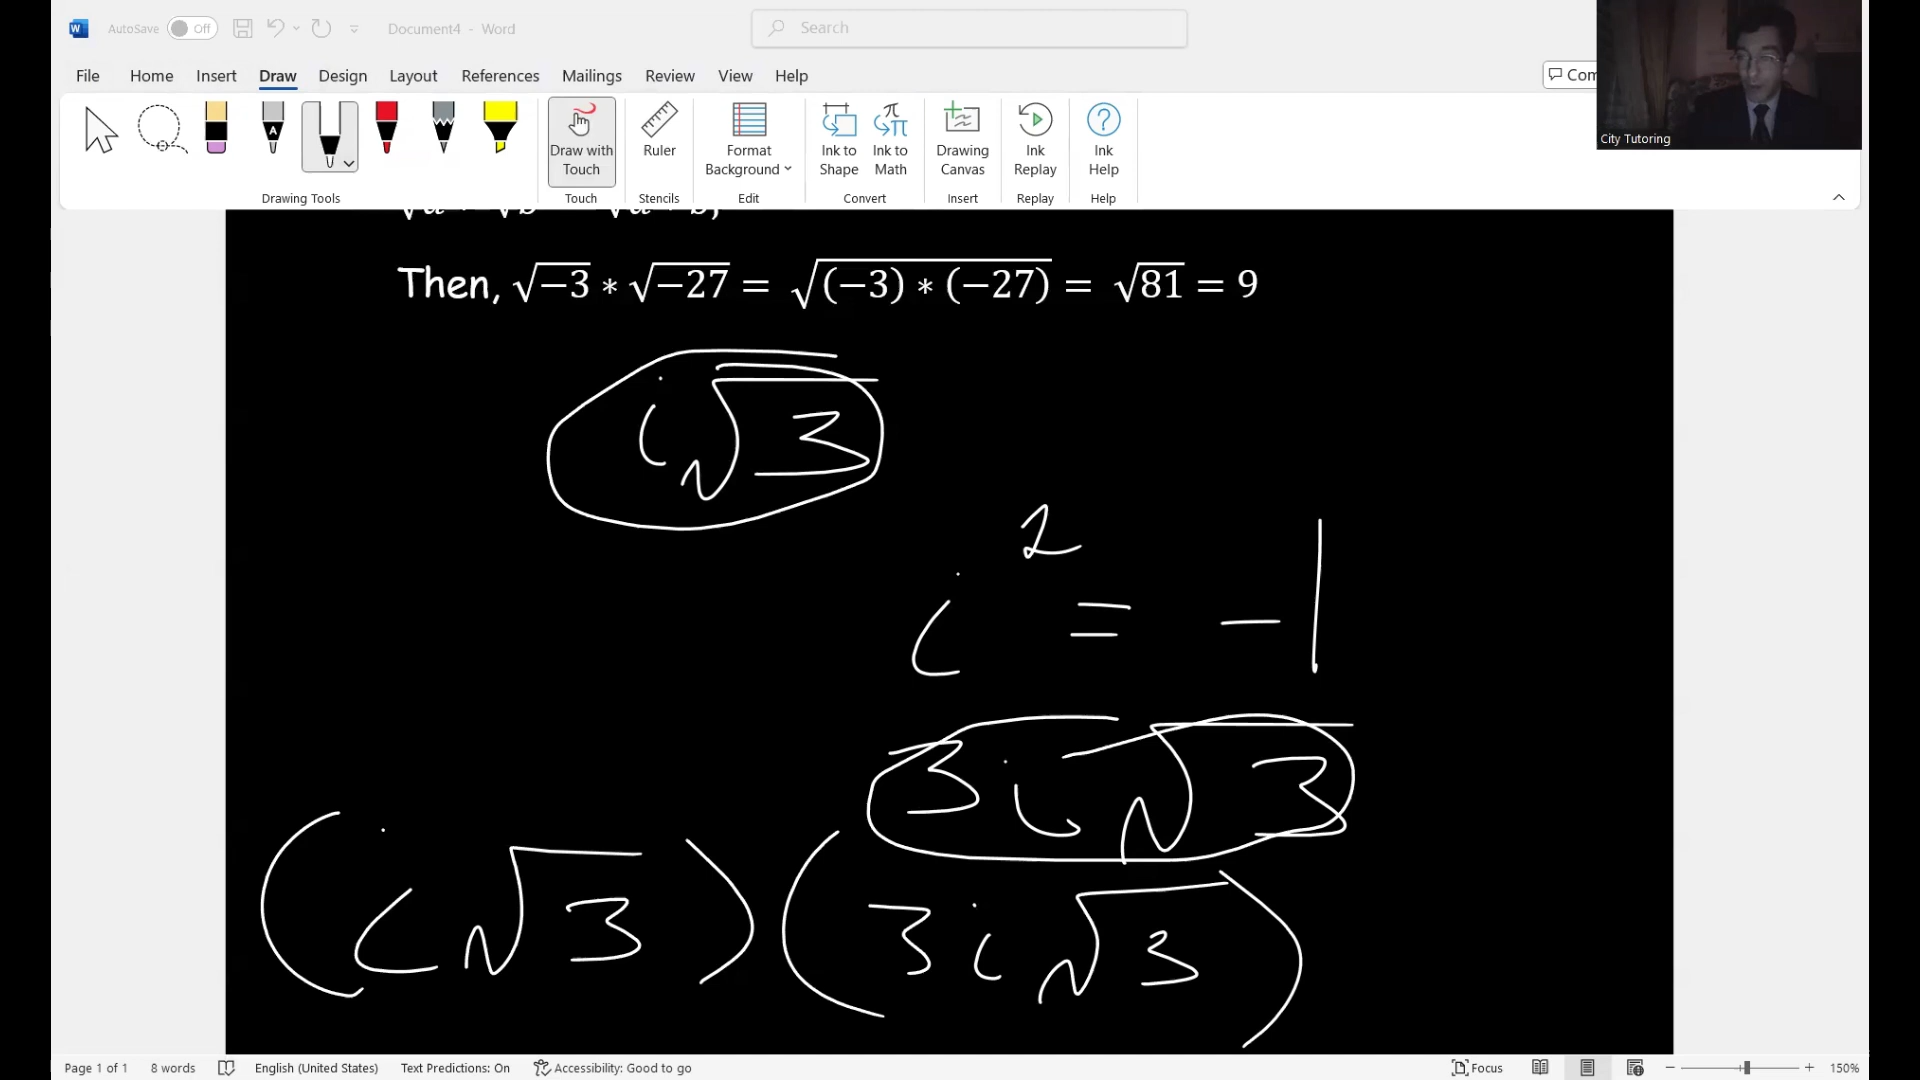 AutoSave Off Document4 - Word Search
File Home Insert Draw Design Layout References Mailings Review View Help
City Tutoring
Draw with Touch Ruler Format Background Ink to Shape Ink to Math Drawing Canvas Ink Replay Ink Help
Drawing Tools Touch Stencils Edit Convert Insert Replay Help
Then, √−3 ∗ √−27 = √(−3) ∗ (−27) = √81 = 9
i√3
i² = −1
3i√3
(i√3)(3i√3)
Page 1 of 1 8 words English (United States) Text Predictions: On Accessibility: Good to go Focus 150%